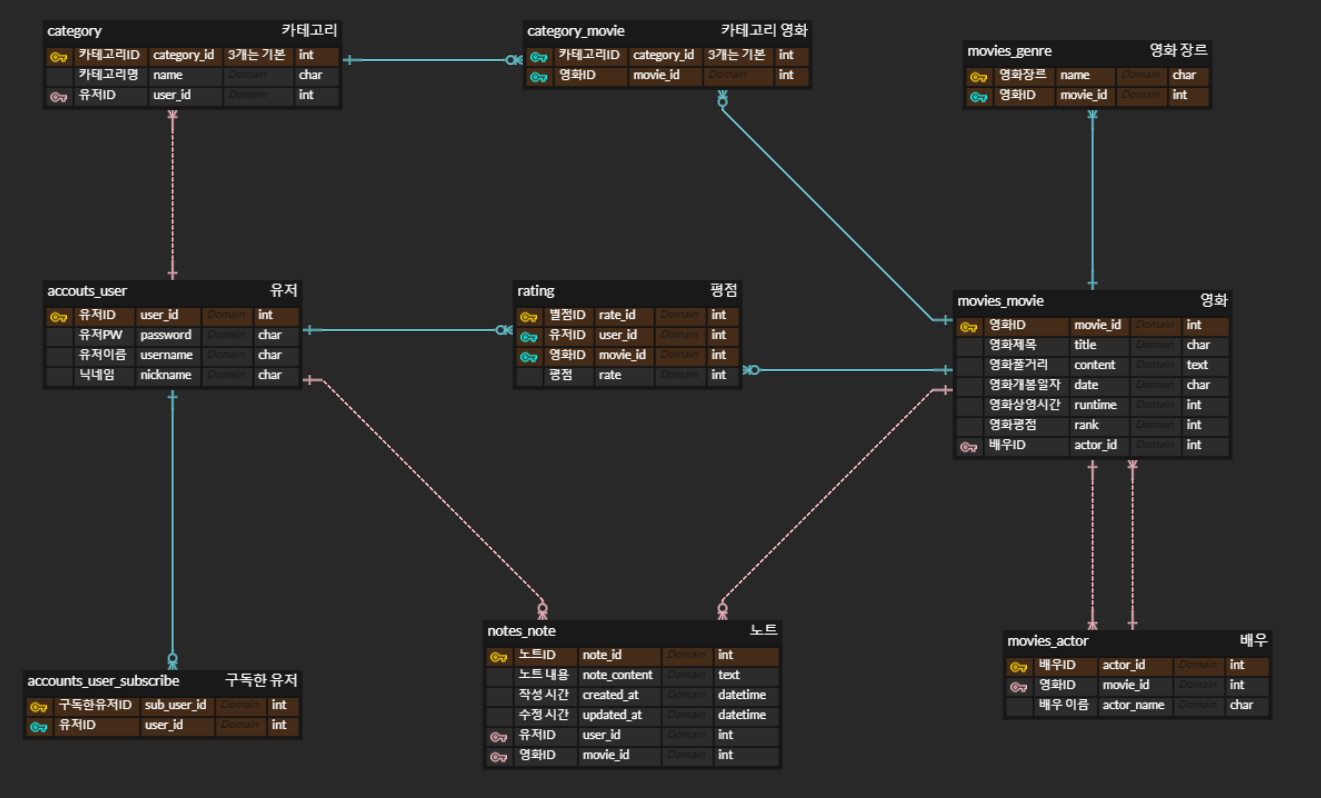 category 카테고리
카테고리ID category_id 3개는 기본 int
카테고리명 name Domain char
유저ID user_id Domain int
category_movie 카테고리 영화
카테고리ID category_id 3개는 기본 int
영화ID movie_id Domain int
movies_genre 영화 장르
영화장르 name Domain char
영화ID movie_id Domain int
accouts_user 유저
유저ID user_id Domain int
유저PW password Domain char
유저이름 username Domain char
닉네임 nickname Domain char
rating 평점
별점ID rate_id Domain int
유저ID user_id Domain int
영화ID movie_id Domain int
평점 rate Domain int
movies_movie 영화
영화ID movie_id Domain int
영화제목 title Domain char
영화풀거리 content Domain text
영화개봉일자 date Domain char
영화상영시간 runtime Domain int
영화평점 rank Domain int
배우ID actor_id Domain int
accounts_user_subscribe 구독한 유저
구독한유저ID sub_user_id Domain int
유저ID user_id Domain int
notes_note 노트
노트ID note_id Domain int
노트 내용 note_content Domain text
작성 시간 created_at Domain datetime
수정 시간 updated_at Domain datetime
유저ID user_id Domain int
영화ID movie_id Domain int
movies_actor 배우
배우ID actor_id Domain int
영화ID movie_id Domain int
배우 이름 actor_name Domain char